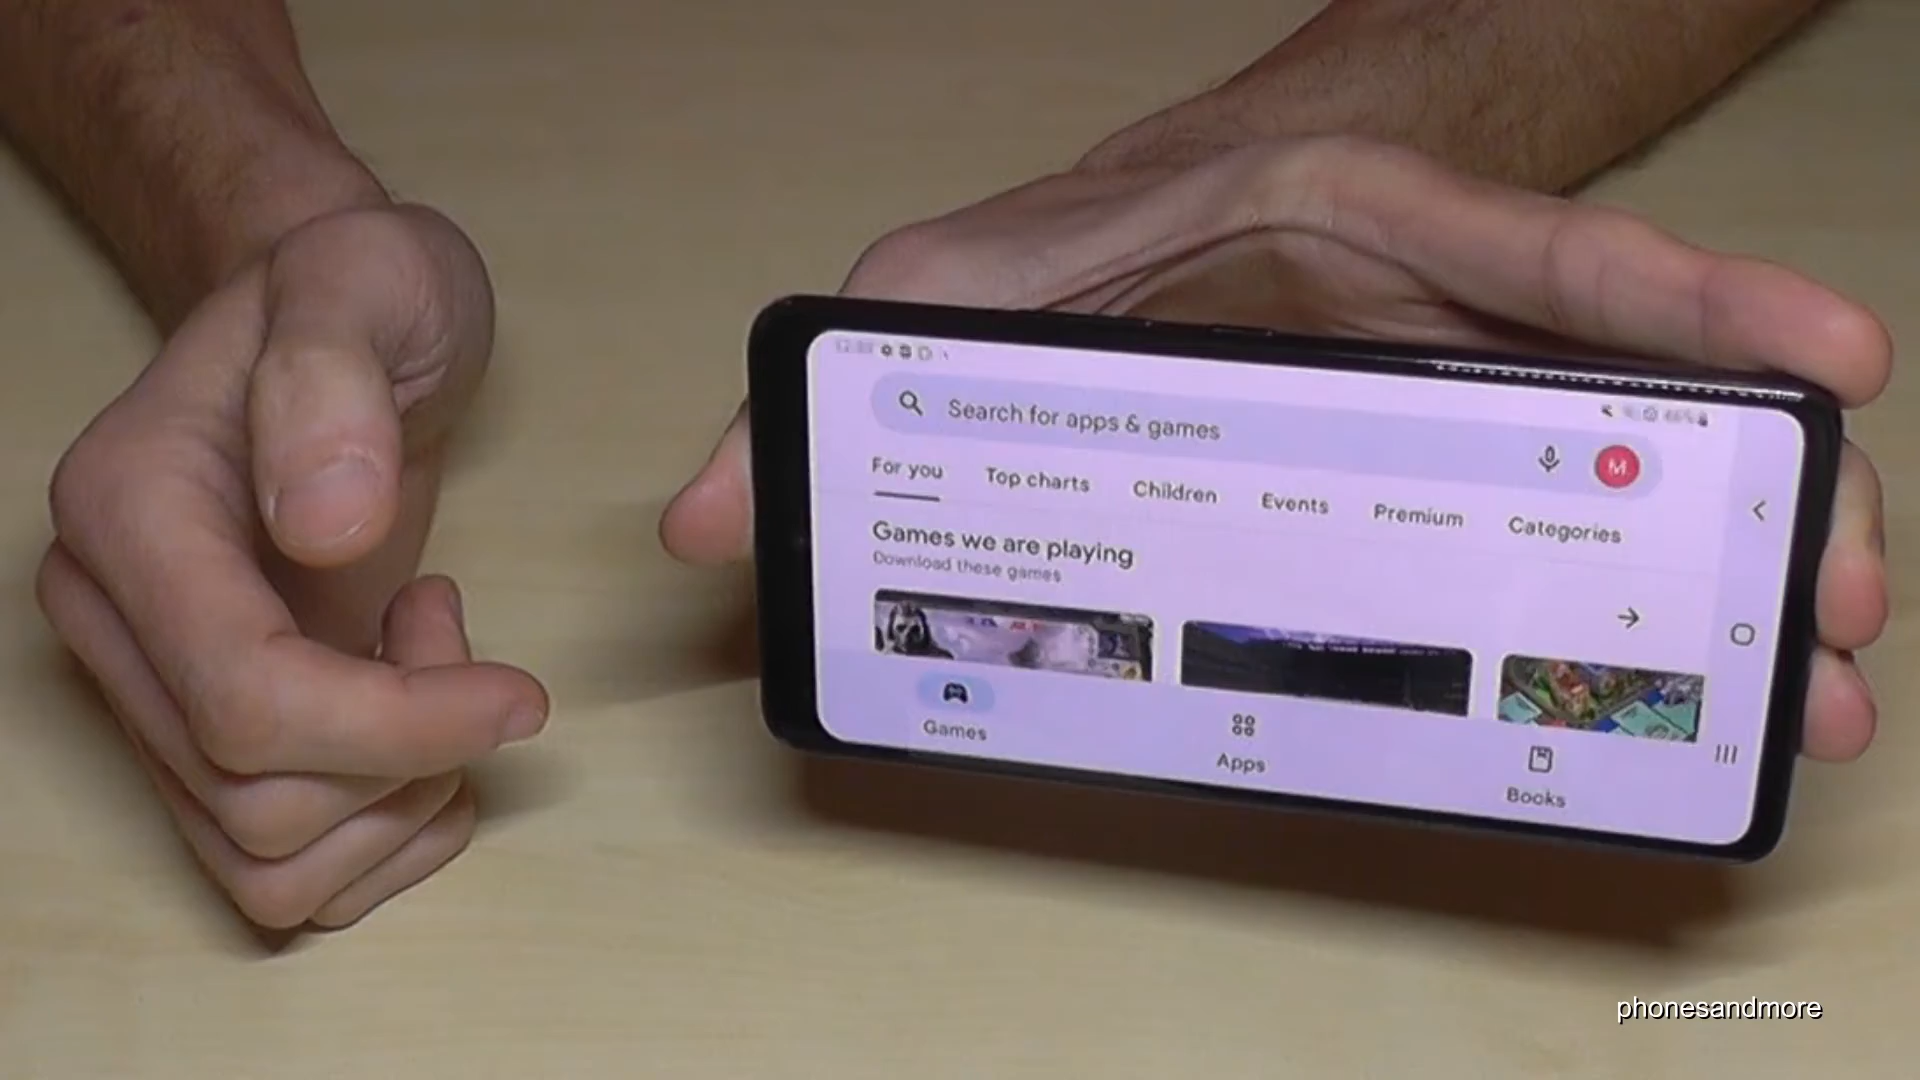 Search for apps & games
M
For you Top charts Children Events Premium Categories
Games we are playing
Download these games
Games
Apps
Books
phonesandmore